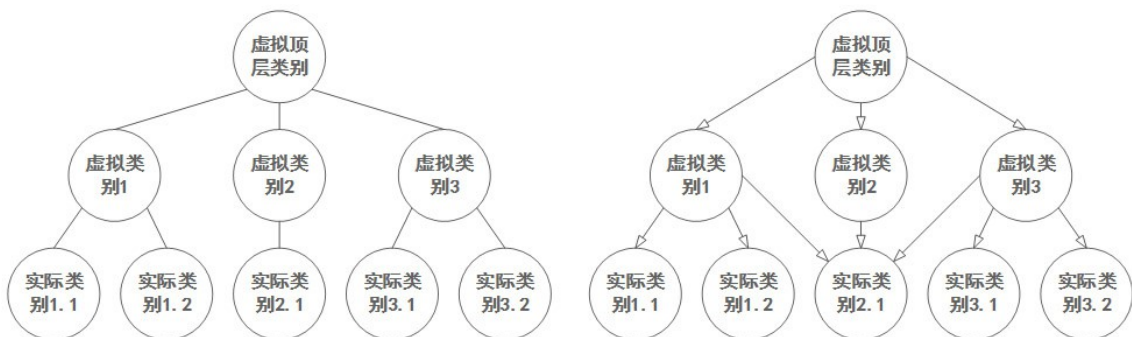 虚拟顶
层类别
虚拟类
别1
虚拟类
别2
虚拟类
别3
实际类
别1.1
实际类
别1.2
实际类
别2.1
实际类
别3.1
实际类
别3.2
虚拟顶
层类别
虚拟类
别1
虚拟类
别2
虚拟类
别3
实际类
别1.1
实际类
别1.2
实际类
别2.1
实际类
别3.1
实际类
别3.2